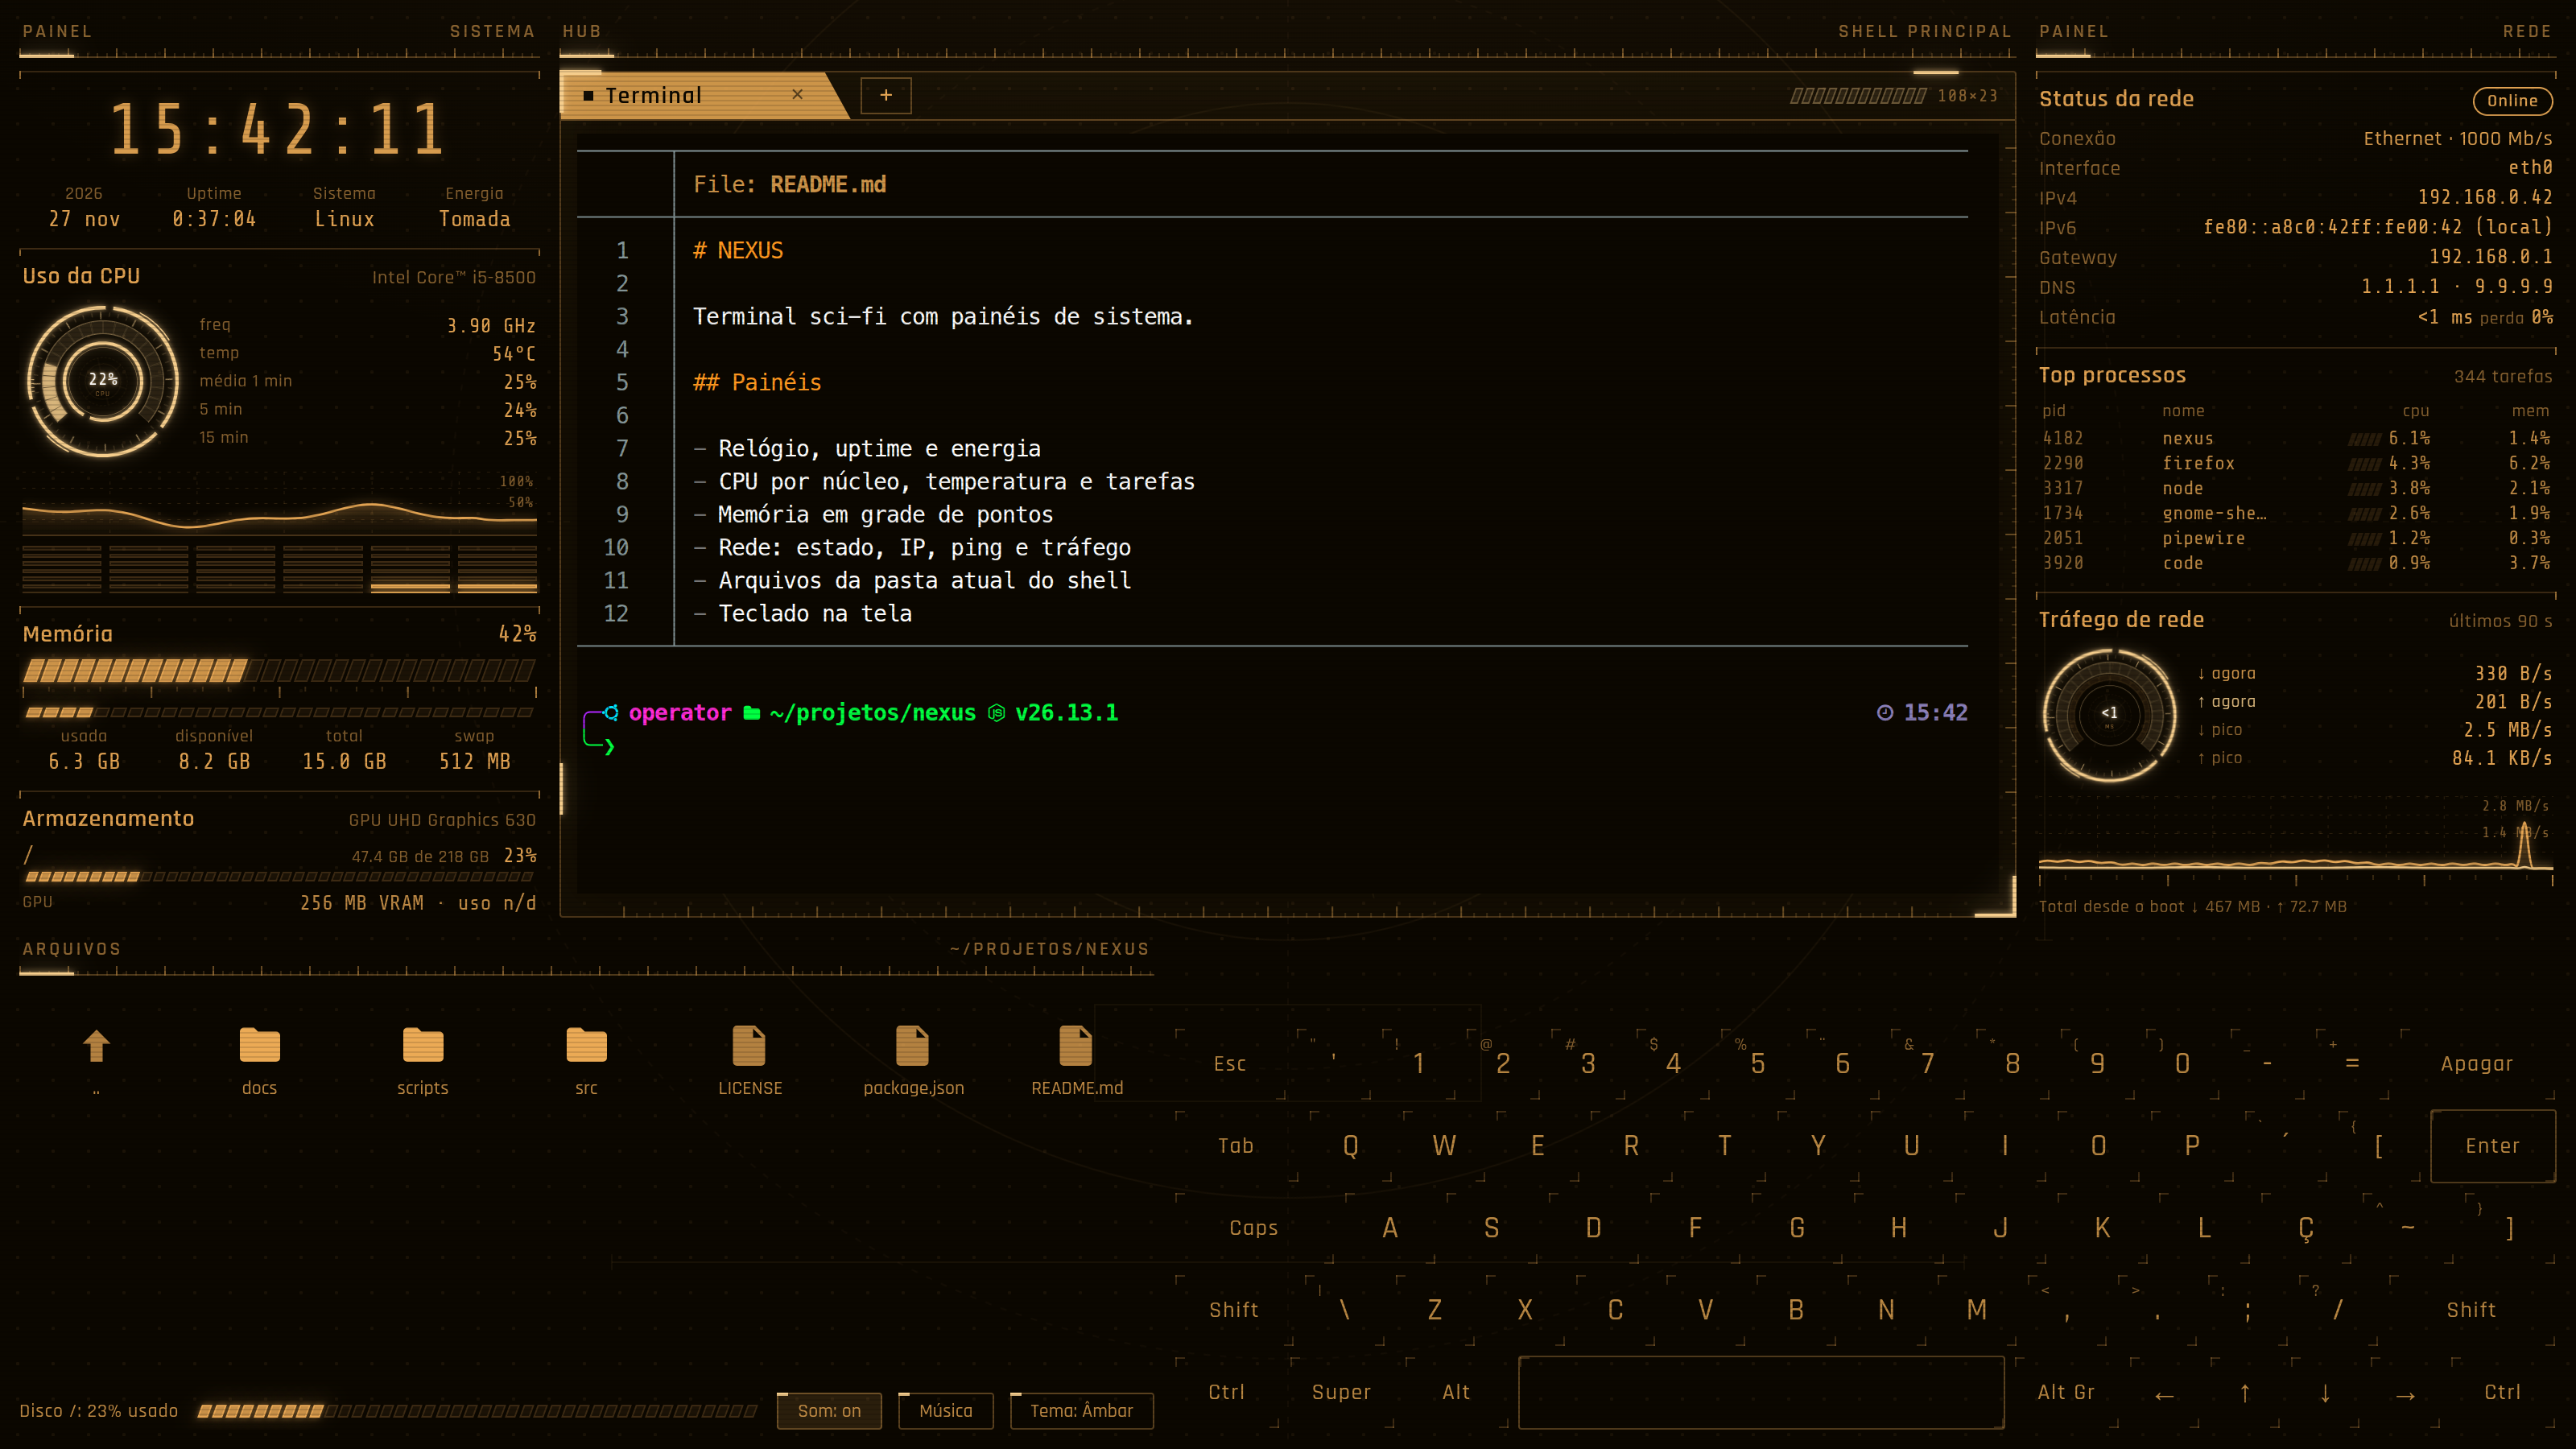 PAINEL SISTEMA
15:42:11
2026 Uptime Sistema Energia
27 nov 0:37:04 Linux Tomada
Uso da CPU Intel Core™ i5-8500
22%
CPU
freq 3.90 GHz
temp 54°C
média 1 min 25%
5 min 24%
15 min 25%
100%
50%
Memória 42%
usada disponível total swap
6.3 GB 8.2 GB 15.0 GB 512 MB
Armazenamento GPU UHD Graphics 630
/ 47.4 GB de 218 GB 23%
GPU 256 MB VRAM · uso n/d
HUB SHELL PRINCIPAL
Terminal × + 108×23
File: README.md
1 # NEXUS
2
3 Terminal sci-fi com painéis de sistema.
4
5 ## Painéis
6
7 - Relógio, uptime e energia
8 - CPU por núcleo, temperatura e tarefas
9 - Memória em grade de pontos
10 - Rede: estado, IP, ping e tráfego
11 - Arquivos da pasta atual do shell
12 - Teclado na tela
operator ~/projetos/nexus v26.13.1 15:42
❯
PAINEL REDE
Status da rede Online
Conexão Ethernet · 1000 Mb/s
Interface eth0
IPv4 192.168.0.42
IPv6 fe80::a8c0:42ff:fe00:42 (local)
Gateway 192.168.0.1
DNS 1.1.1.1 · 9.9.9.9
Latência <1 ms perda 0%
Top processos 344 tarefas
pid nome cpu mem
4182 nexus 6.1% 1.4%
2290 firefox 4.3% 6.2%
3317 node 3.8% 2.1%
1734 gnome-she… 2.6% 1.9%
2051 pipewire 1.2% 0.3%
3920 code 0.9% 3.7%
Tráfego de rede últimos 90 s
<1
MS
↓ agora 330 B/s
↑ agora 201 B/s
↓ pico 2.5 MB/s
↑ pico 84.1 KB/s
2.8 MB/s
1.4 MB/s
Total desde o boot ↓ 467 MB · ↑ 72.7 MB
ARQUIVOS ~/PROJETOS/NEXUS
.. docs scripts src LICENSE package.json README.md
Disco /: 23% usado Som: on Música Tema: Âmbar
Esc " ' ! 1 @ 2 # 3 $ 4 % 5 ¨ 6 & 7 * 8 ( 9 ) 0 _ - + = Apagar
Tab Q W E R T Y U I O P ` ´ { [ Enter
Caps A S D F G H J K L Ç ^ ~ } ]
Shift | \ Z X C V B N M < , > . : ; ? / Shift
Ctrl Super Alt Alt Gr ← ↑ ↓ → Ctrl